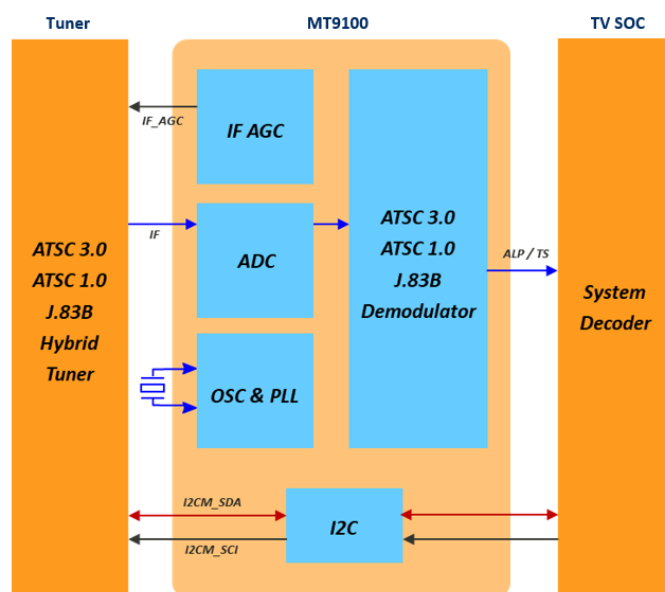 Tuner
MT9100
TV SOC
IF_AGC
IF AGC
IF
ADC
ATSC 3.0
ATSC 1.0
J.83B
Hybrid
Tuner
ATSC 3.0
ATSC 1.0
J.83B
Demodulator
ALP / TS
System
Decoder
OSC & PLL
I2CM_SDA
I2C
I2CM_SCI